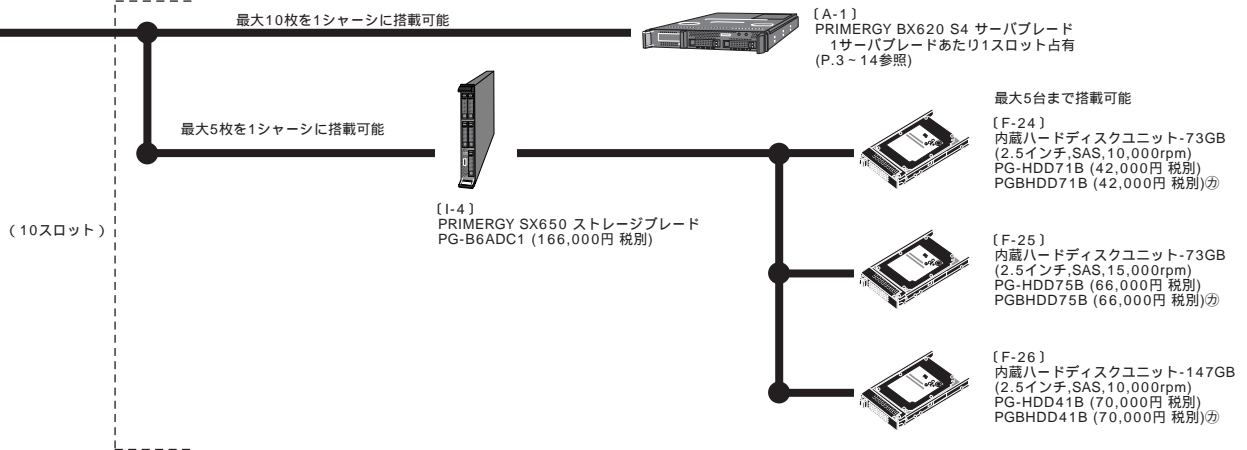 最大10枚を1シャーシに搭載可能
〔A-1〕
PRIMERGY BX620 S4 サーバブレード
1サーバブレードあたり1スロット占有
(P.3～14参照)
最大5枚を1シャーシに搭載可能
〔I-4〕
PRIMERGY SX650 ストレージブレード
PG-B6ADC1 (166,000円 税別)
（10スロット）
最大5台まで搭載可能
〔F-24〕
内蔵ハードディスクユニット-73GB
(2.5インチ,SAS,10,000rpm)
PG-HDD71B (42,000円 税別)
PGBHDD71B (42,000円 税別)㋕
〔F-25〕
内蔵ハードディスクユニット-73GB
(2.5インチ,SAS,15,000rpm)
PG-HDD75B (66,000円 税別)
PGBHDD75B (66,000円 税別)㋕
〔F-26〕
内蔵ハードディスクユニット-147GB
(2.5インチ,SAS,10,000rpm)
PG-HDD41B (70,000円 税別)
PGBHDD41B (70,000円 税別)㋕